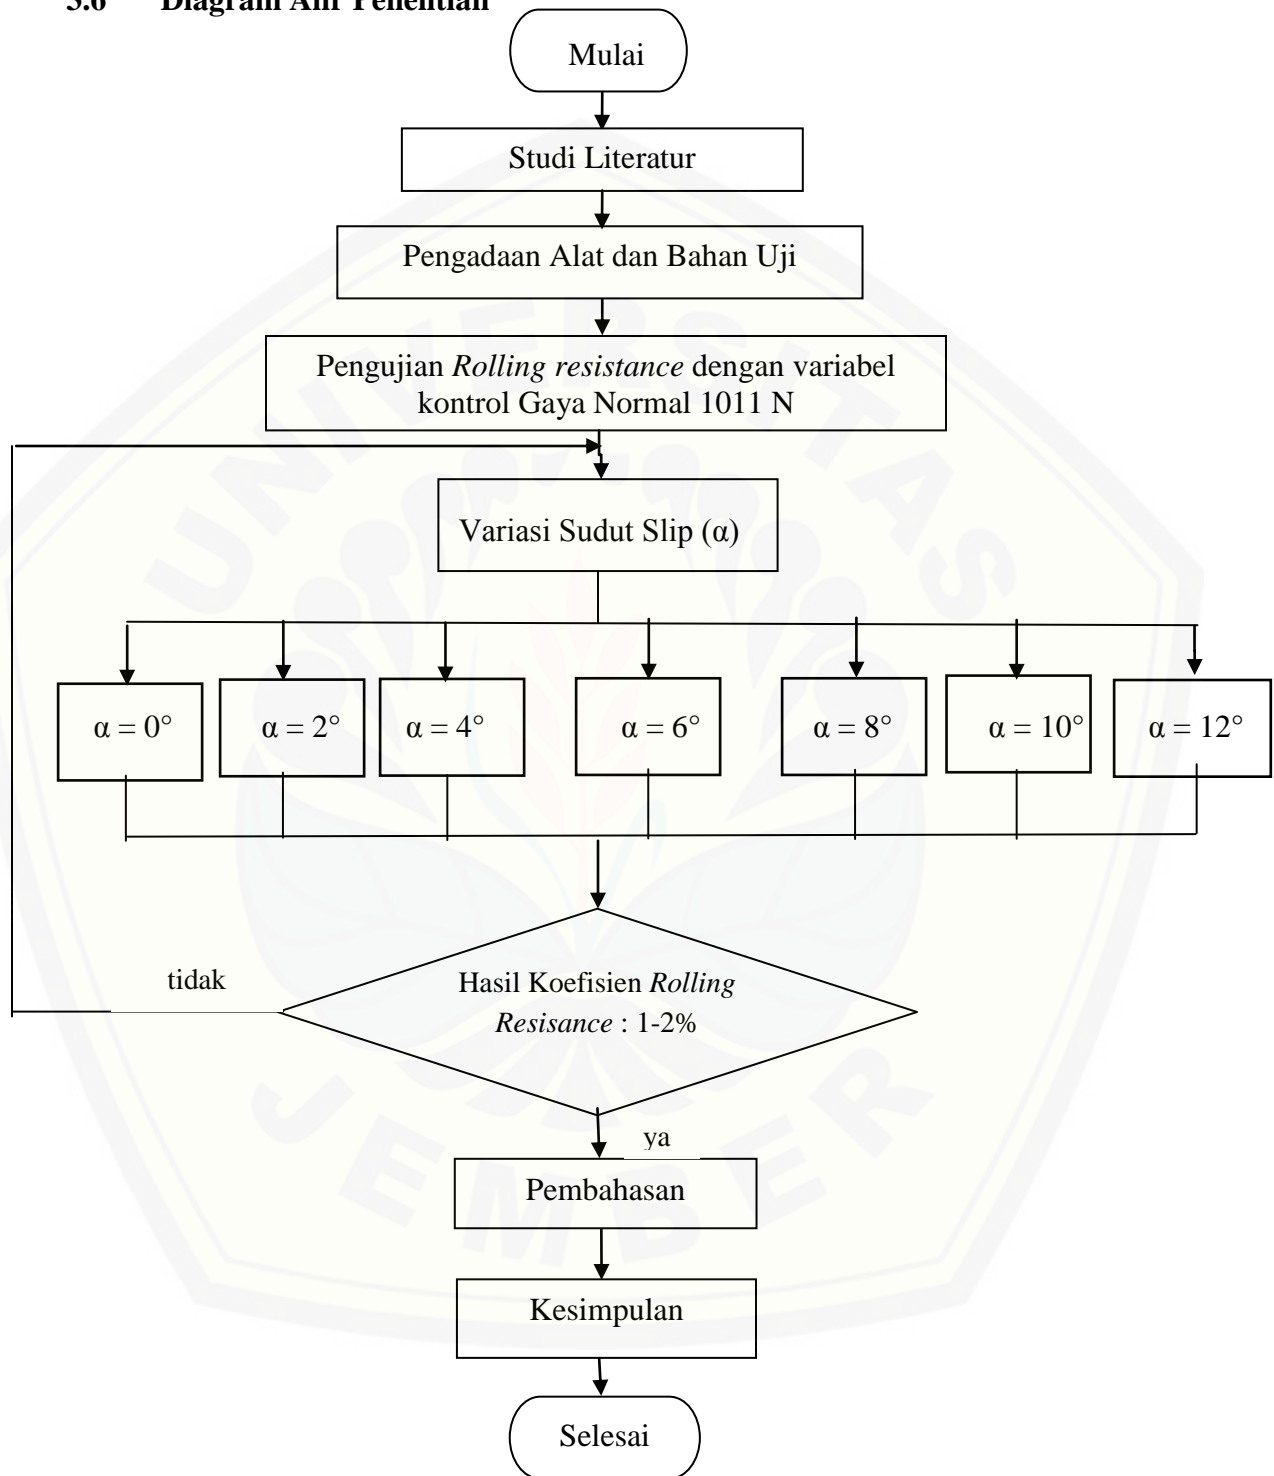 Diagram Alir Penelitian
Mulai
Studi Literatur
Pengadaan Alat dan Bahan Uji
Pengujian Rolling resistance dengan variabel
kontrol Gaya Normal 1011 N
Variasi Sudut Slip (α)
α = 0°
α = 2°
α = 4°
α = 6°
α = 8°
α = 10°
α = 12°
tidak
Hasil Koefisien Rolling
Resisance : 1-2%
ya
Pembahasan
Kesimpulan
Selesai
UNIVERSITAS
JEMBER